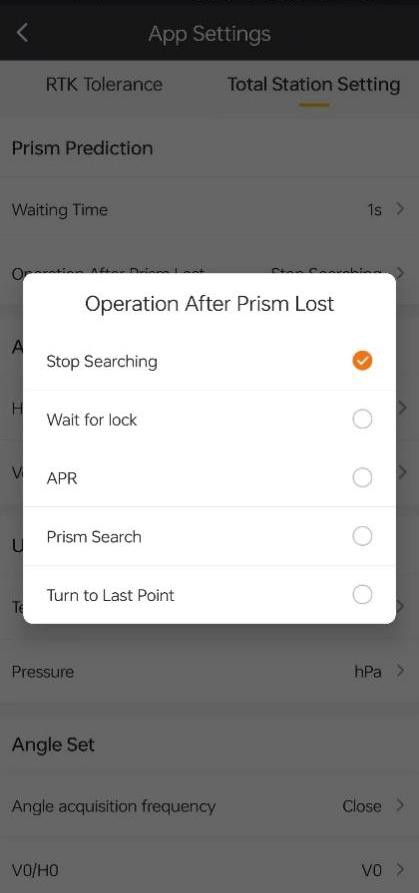 App Settings
RTK Tolerance Total Station Setting
Prism Prediction
Waiting Time 1s
Operation After Prism Lost Stop Searching
Operation After Prism Lost
Stop Searching
Wait for lock
APR
Prism Search
Turn to Last Point
Pressure hPa
Angle Set
Angle acquisition frequency Close
V0/H0 V0